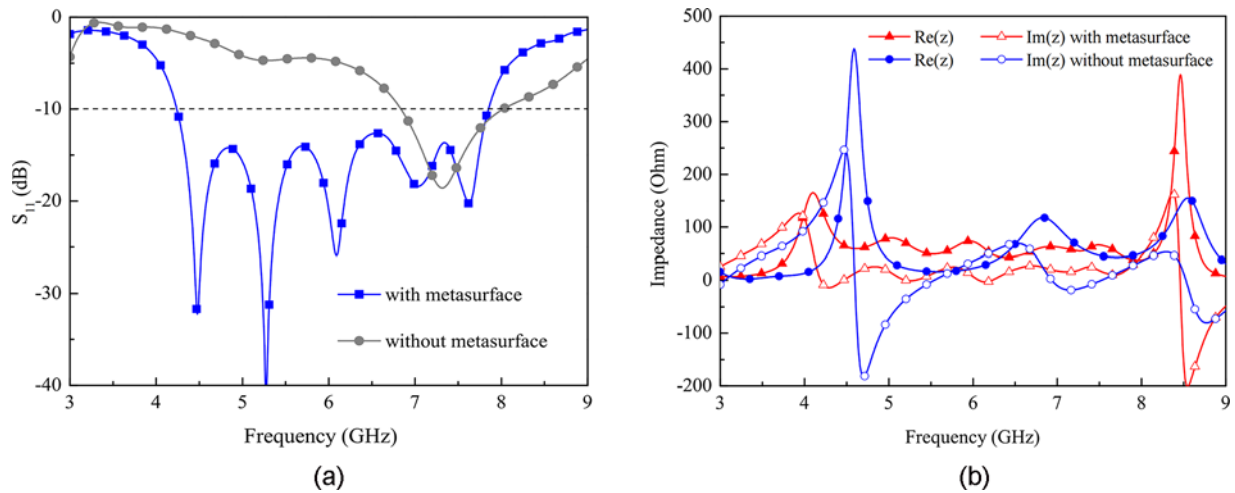 0
-10
-20
-30
-40
S11 (dB)
with metasurface
without metasurface
3
4
5
6
7
8
9
Frequency (GHz)
(a)
500
400
300
200
100
0
-100
-200
Impedance (Ohm)
Re(z) Im(z) with metasurface
Re(z) Im(z) without metasurface
3
4
5
6
7
8
9
Frequency (GHz)
(b)